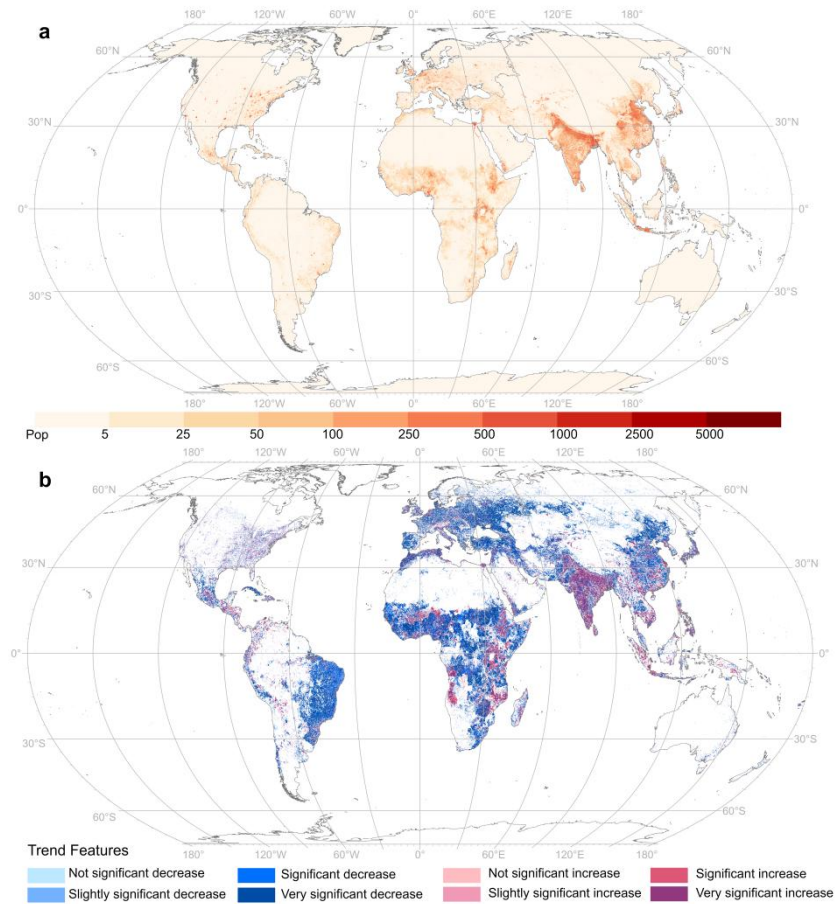 a
180° 120°W 60°W 0° 60°E 120°E 180°
60°N 60°N
30°N 30°N
0° 0°
30°S 30°S
60°S 60°S
180° 120°W 60°W 0° 60°E 120°E 180°
Pop 5 25 50 100 250 500 1000 2500 5000
180° 120°W 60°W 0° 60°E 120°E 180°
b
60°N 60°N
30°N 30°N
0° 0°
30°S 30°S
60°S 60°S
180° 120°W 60°W 0° 60°E 120°E 180°
Trend Features
Not significant decrease Significant decrease Not significant increase Significant increase
Slightly significant decrease Very significant decrease Slightly significant increase Very significant increase